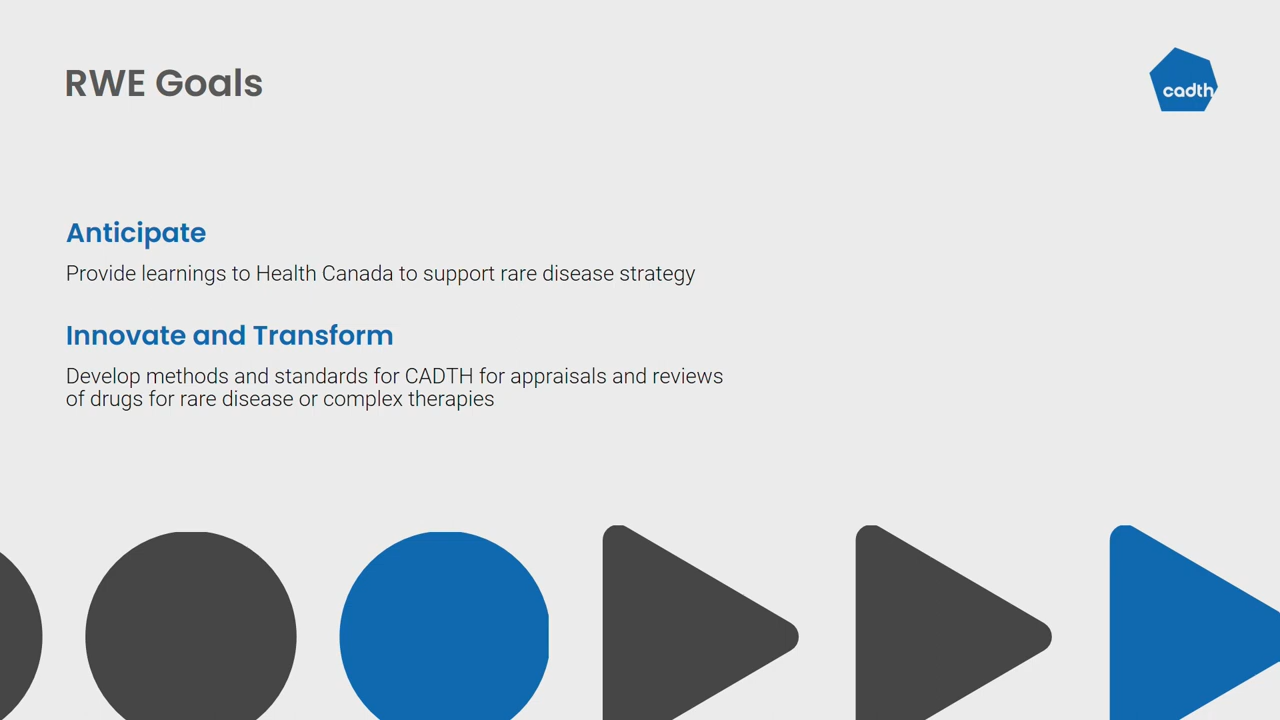 RWE Goals
cadth
Anticipate
Provide learnings to Health Canada to support rare disease strategy
Innovate and Transform
Develop methods and standards for CADTH for appraisals and reviews
of drugs for rare disease or complex therapies